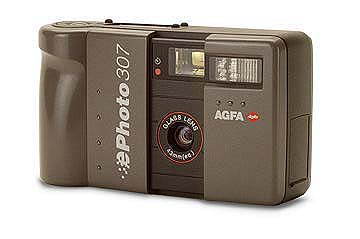 ePhoto 307
GLASS LENS
43mm(eq.)
AGFA
Agfa